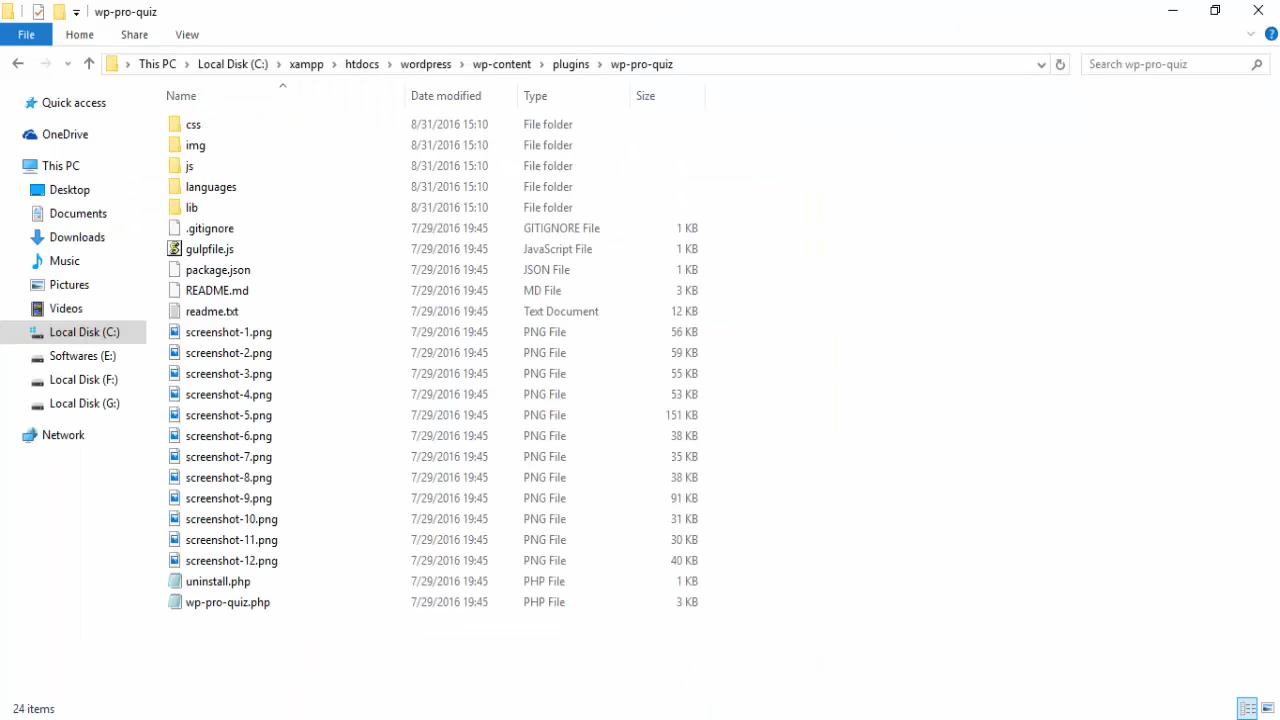 wp-pro-quiz
File Home Share View
This PC Local Disk (C:) xampp htdocs wordpress wp-content plugins wp-pro-quiz Search wp-pro-quiz
Name Date modified Type Size
Quick access
OneDrive
This PC
Desktop
Documents
Downloads
Music
Pictures
Videos
Local Disk (C:)
Softwares (E:)
Local Disk (F:)
Local Disk (G:)
Network
css 8/31/2016 15:10 File folder
img 8/31/2016 15:10 File folder
js 8/31/2016 15:10 File folder
languages 8/31/2016 15:10 File folder
lib 8/31/2016 15:10 File folder
.gitignore 7/29/2016 19:45 GITIGNORE File 1 KB
gulpfile.js 7/29/2016 19:45 JavaScript File 1 KB
package.json 7/29/2016 19:45 JSON File 1 KB
README.md 7/29/2016 19:45 MD File 3 KB
readme.txt 7/29/2016 19:45 Text Document 12 KB
screenshot-1.png 7/29/2016 19:45 PNG File 56 KB
screenshot-2.png 7/29/2016 19:45 PNG File 59 KB
screenshot-3.png 7/29/2016 19:45 PNG File 55 KB
screenshot-4.png 7/29/2016 19:45 PNG File 53 KB
screenshot-5.png 7/29/2016 19:45 PNG File 151 KB
screenshot-6.png 7/29/2016 19:45 PNG File 38 KB
screenshot-7.png 7/29/2016 19:45 PNG File 35 KB
screenshot-8.png 7/29/2016 19:45 PNG File 38 KB
screenshot-9.png 7/29/2016 19:45 PNG File 91 KB
screenshot-10.png 7/29/2016 19:45 PNG File 31 KB
screenshot-11.png 7/29/2016 19:45 PNG File 30 KB
screenshot-12.png 7/29/2016 19:45 PNG File 40 KB
uninstall.php 7/29/2016 19:45 PHP File 1 KB
wp-pro-quiz.php 7/29/2016 19:45 PHP File 3 KB
24 items